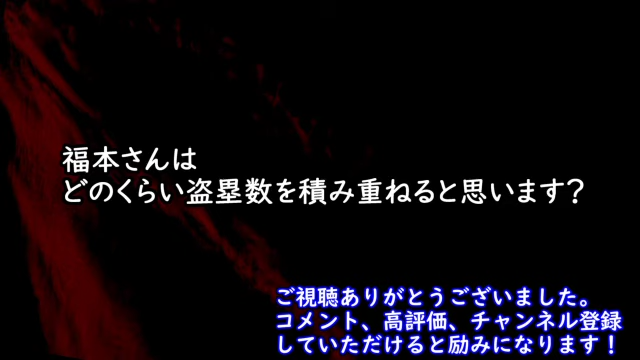 福本さんは
どのくらい盗塁数を積み重ねると思います?
ご視聴ありがとうございました。
コメント、高評価、チャンネル登録
していただけると励みになります!